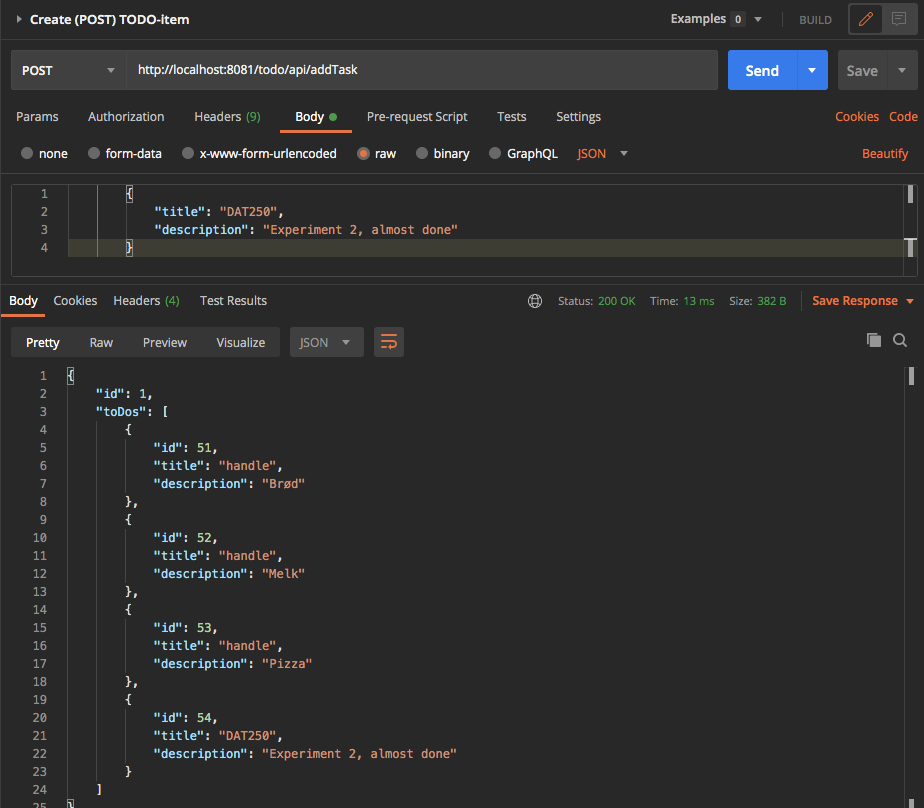 Create (POST) TODO-item Examples 0 BUILD
POST http://localhost:8081/todo/api/addTask Send Save
Params Authorization Headers (9) Body Pre-request Script Tests Settings Cookies Code
none form-data x-www-form-urlencoded raw binary GraphQL JSON Beautify
1 {
2 "title": "DAT250",
3 "description": "Experiment 2, almost done"
4 }
Body Cookies Headers (4) Test Results Status: 200 OK Time: 13 ms Size: 382 B Save Response
Pretty Raw Preview Visualize JSON
1 {
2 "id": 1,
3 "toDos": [
4 {
5 "id": 51,
6 "title": "handle",
7 "description": "Brød"
8 },
9 {
10 "id": 52,
11 "title": "handle",
12 "description": "Melk"
13 },
14 {
15 "id": 53,
16 "title": "handle",
17 "description": "Pizza"
18 },
19 {
20 "id": 54,
21 "title": "DAT250",
22 "description": "Experiment 2, almost done"
23 }
24 ]
25 }